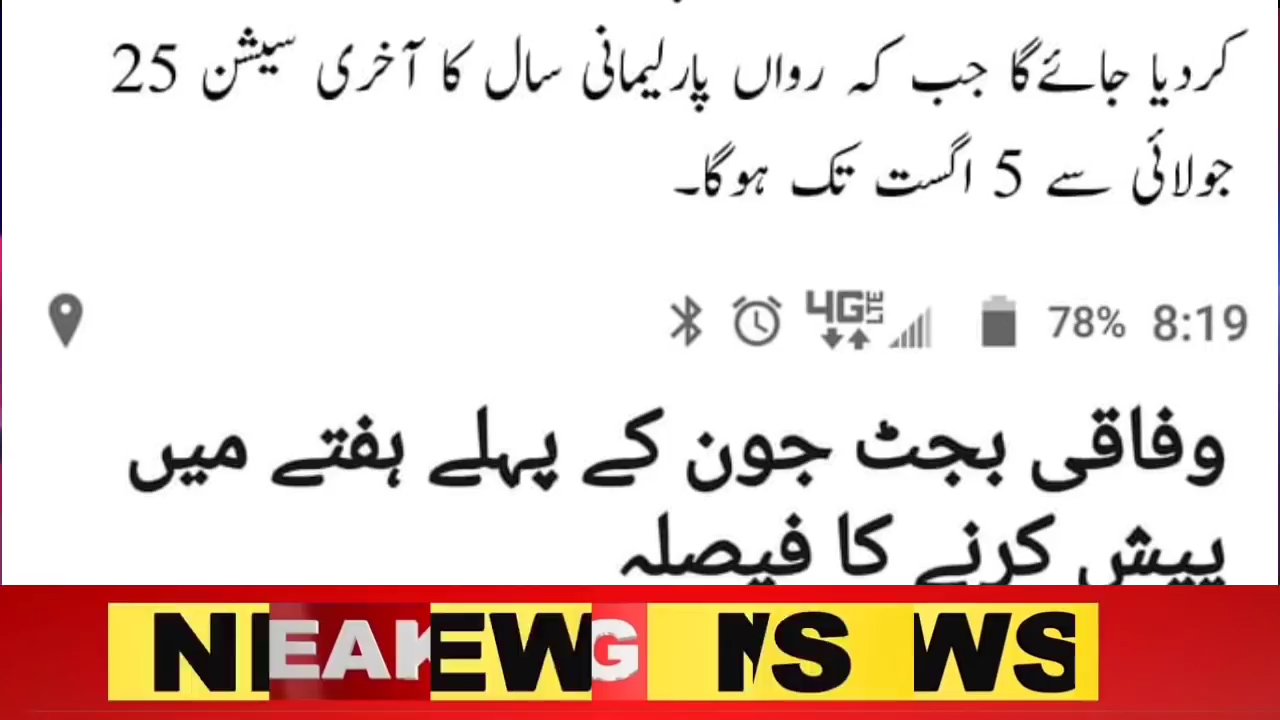 کردیا جائے گا جب کہ رواں پارلیمانی سال کا آخری سیشن 25
جولائی سے 5 اگست تک ہوگا۔
4G LTE 78% 8:19
وفاقی بجٹ جون کے پہلے ہفتے میں
پیش کرنے کا فیصلہ